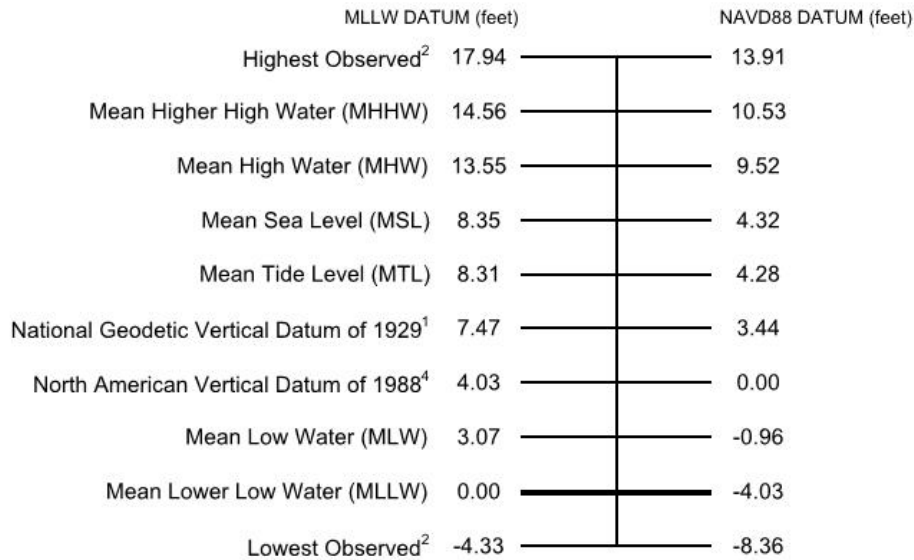 MLLW DATUM (feet) NAVD88 DATUM (feet)
Highest Observed² 17.94 13.91
Mean Higher High Water (MHHW) 14.56 10.53
Mean High Water (MHW) 13.55 9.52
Mean Sea Level (MSL) 8.35 4.32
Mean Tide Level (MTL) 8.31 4.28
National Geodetic Vertical Datum of 1929¹ 7.47 3.44
North American Vertical Datum of 1988⁴ 4.03 0.00
Mean Low Water (MLW) 3.07 -0.96
Mean Lower Low Water (MLLW) 0.00 -4.03
Lowest Observed² -4.33 -8.36